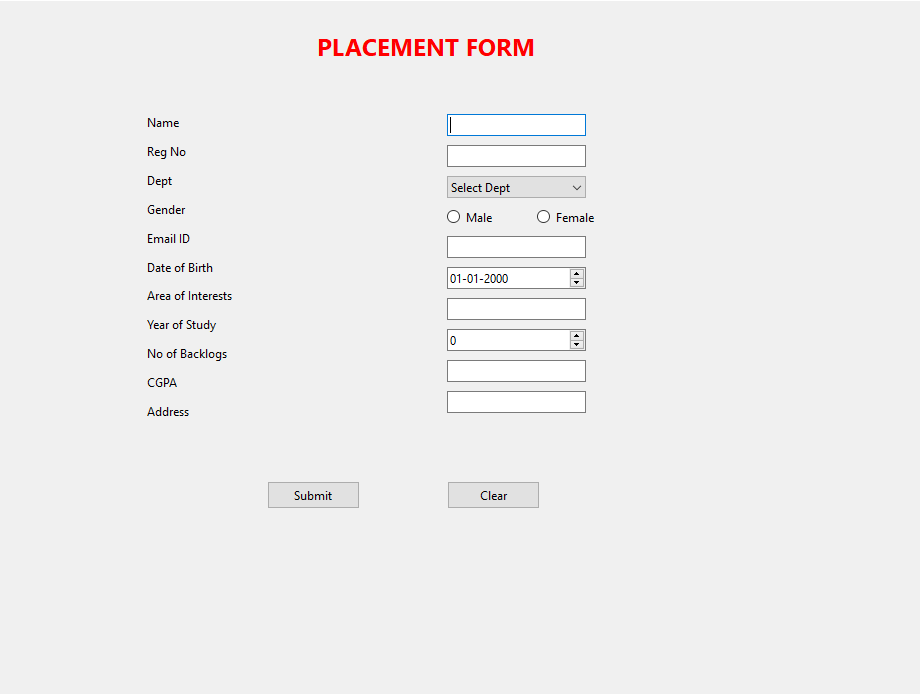 PLACEMENT FORM
Name
Reg No
Dept Select Dept
Gender Male Female
Email ID
Date of Birth 01-01-2000
Area of Interests
Year of Study 0
No of Backlogs
CGPA
Address
Submit Clear